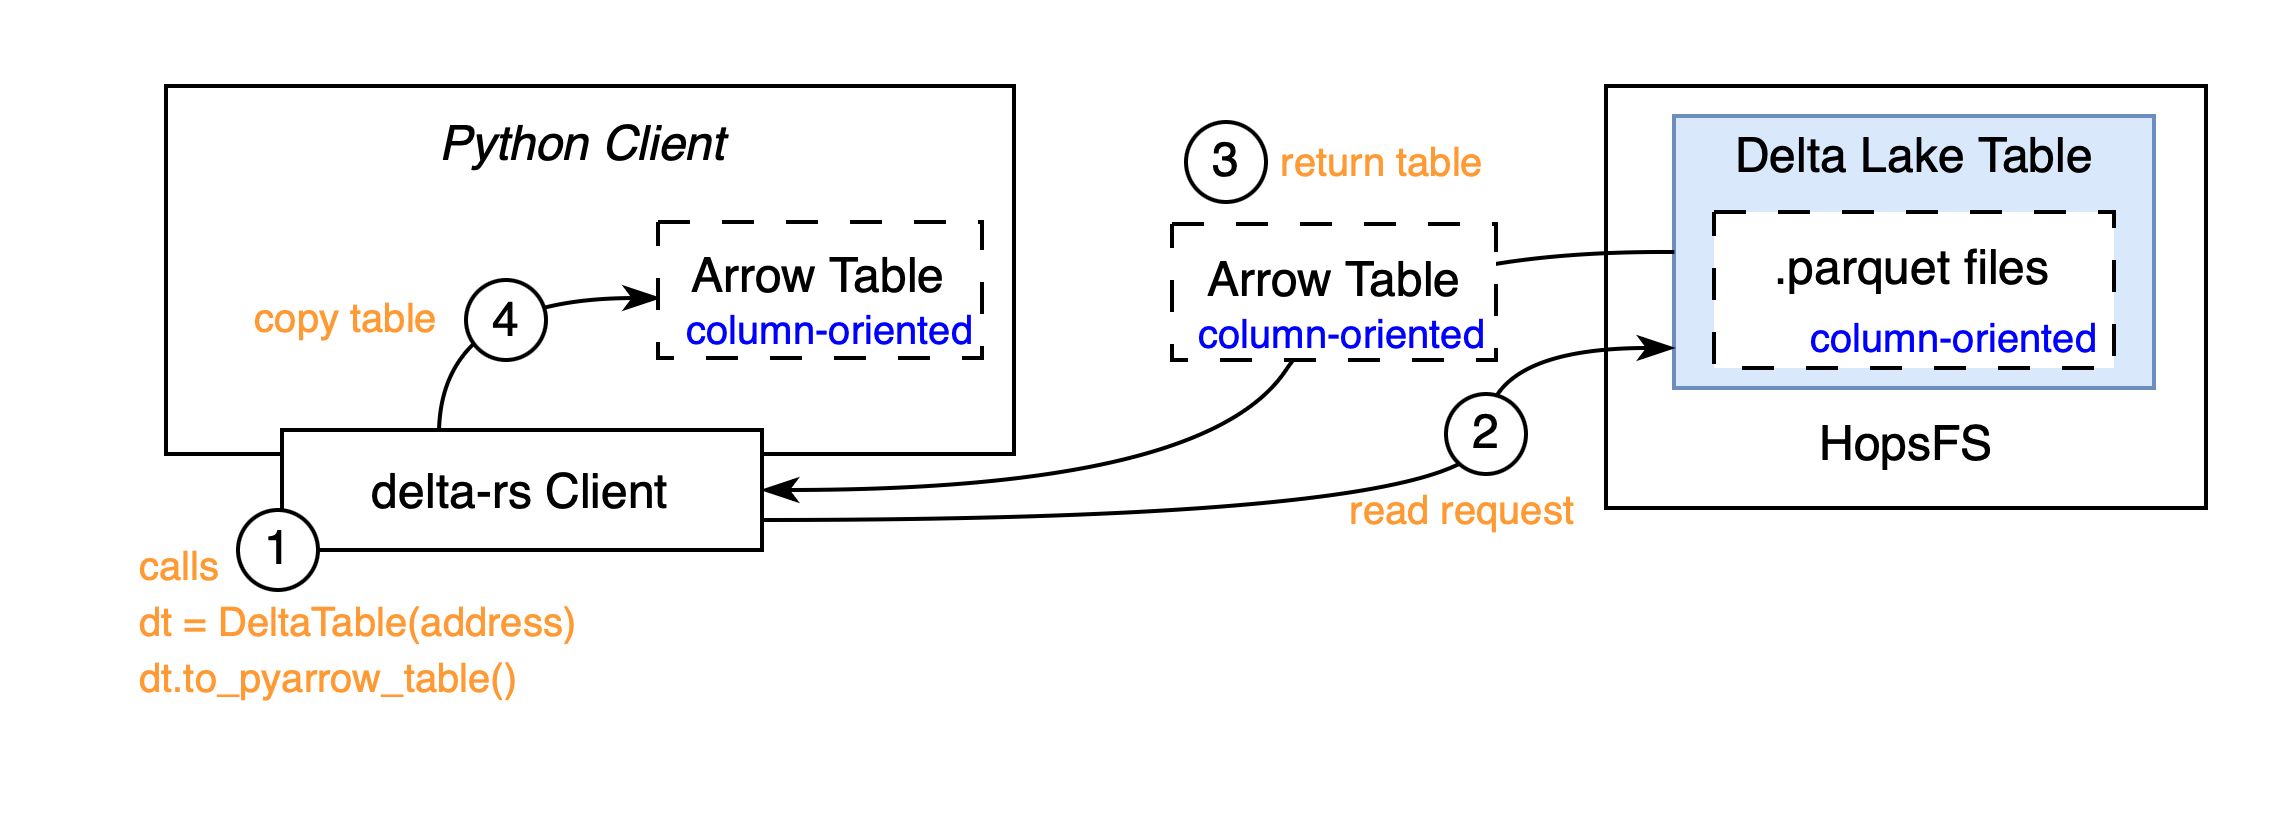 Python Client
Arrow Table
column-oriented
copy table
4
delta-rs Client
1
calls
dt = DeltaTable(address)
dt.to_pyarrow_table()
3
return table
Arrow Table
column-oriented
2
read request
Delta Lake Table
.parquet files
column-oriented
HopsFS